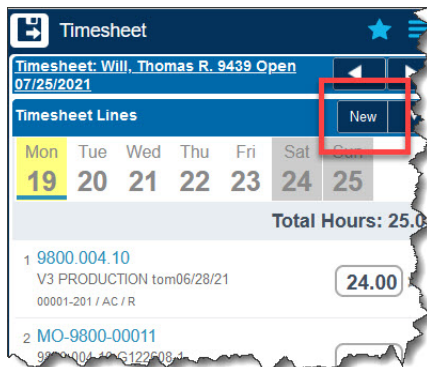 Timesheet
Timesheet: Will, Thomas R. 9439 Open
07/25/2021
Timesheet Lines New
Mon Tue Wed Thu Fri Sat Sun
19 20 21 22 23 24 25
Total Hours: 25.0
1 9800.004.10
V3 PRODUCTION tom06/28/21 24.00
00001-201 / AC / R
2 MO-9800-00011